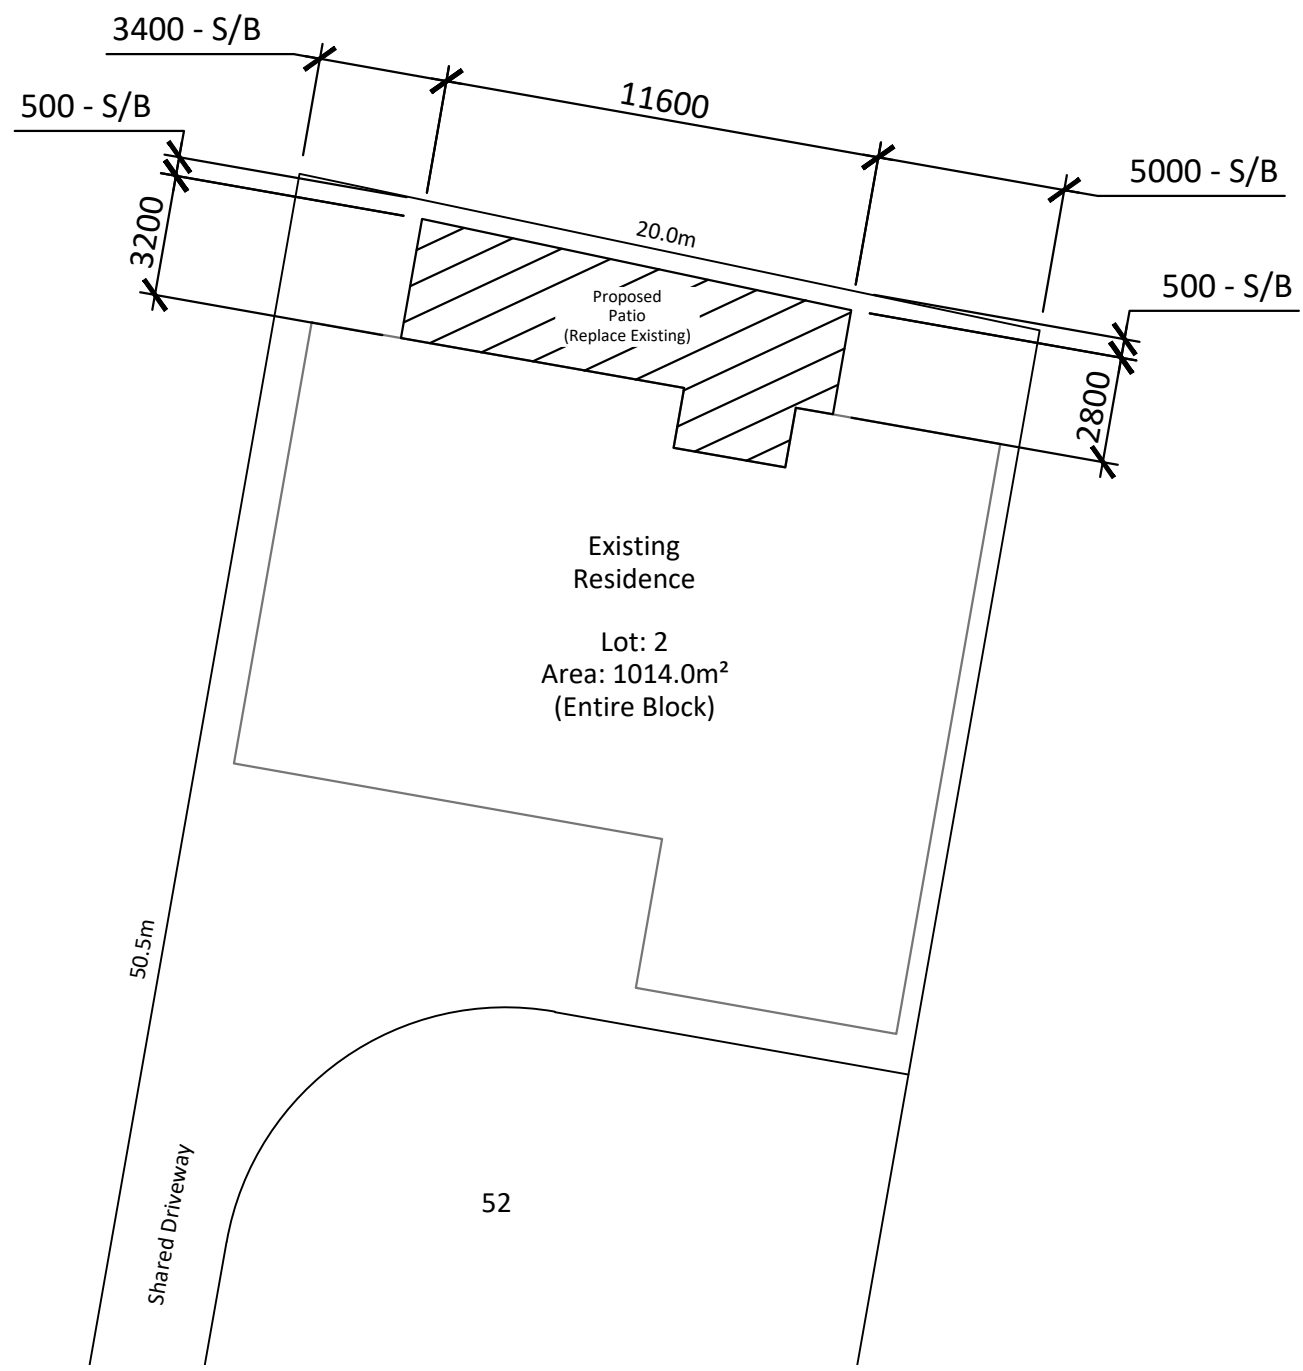 3400 - S/B
500 - S/B
11600
5000 - S/B
3200
20.0m
500 - S/B
Proposed
Patio
(Replace Existing)
2800
Existing
Residence
Lot: 2
Area: 1014.0m²
(Entire Block)
50.5m
Shared Driveway
52